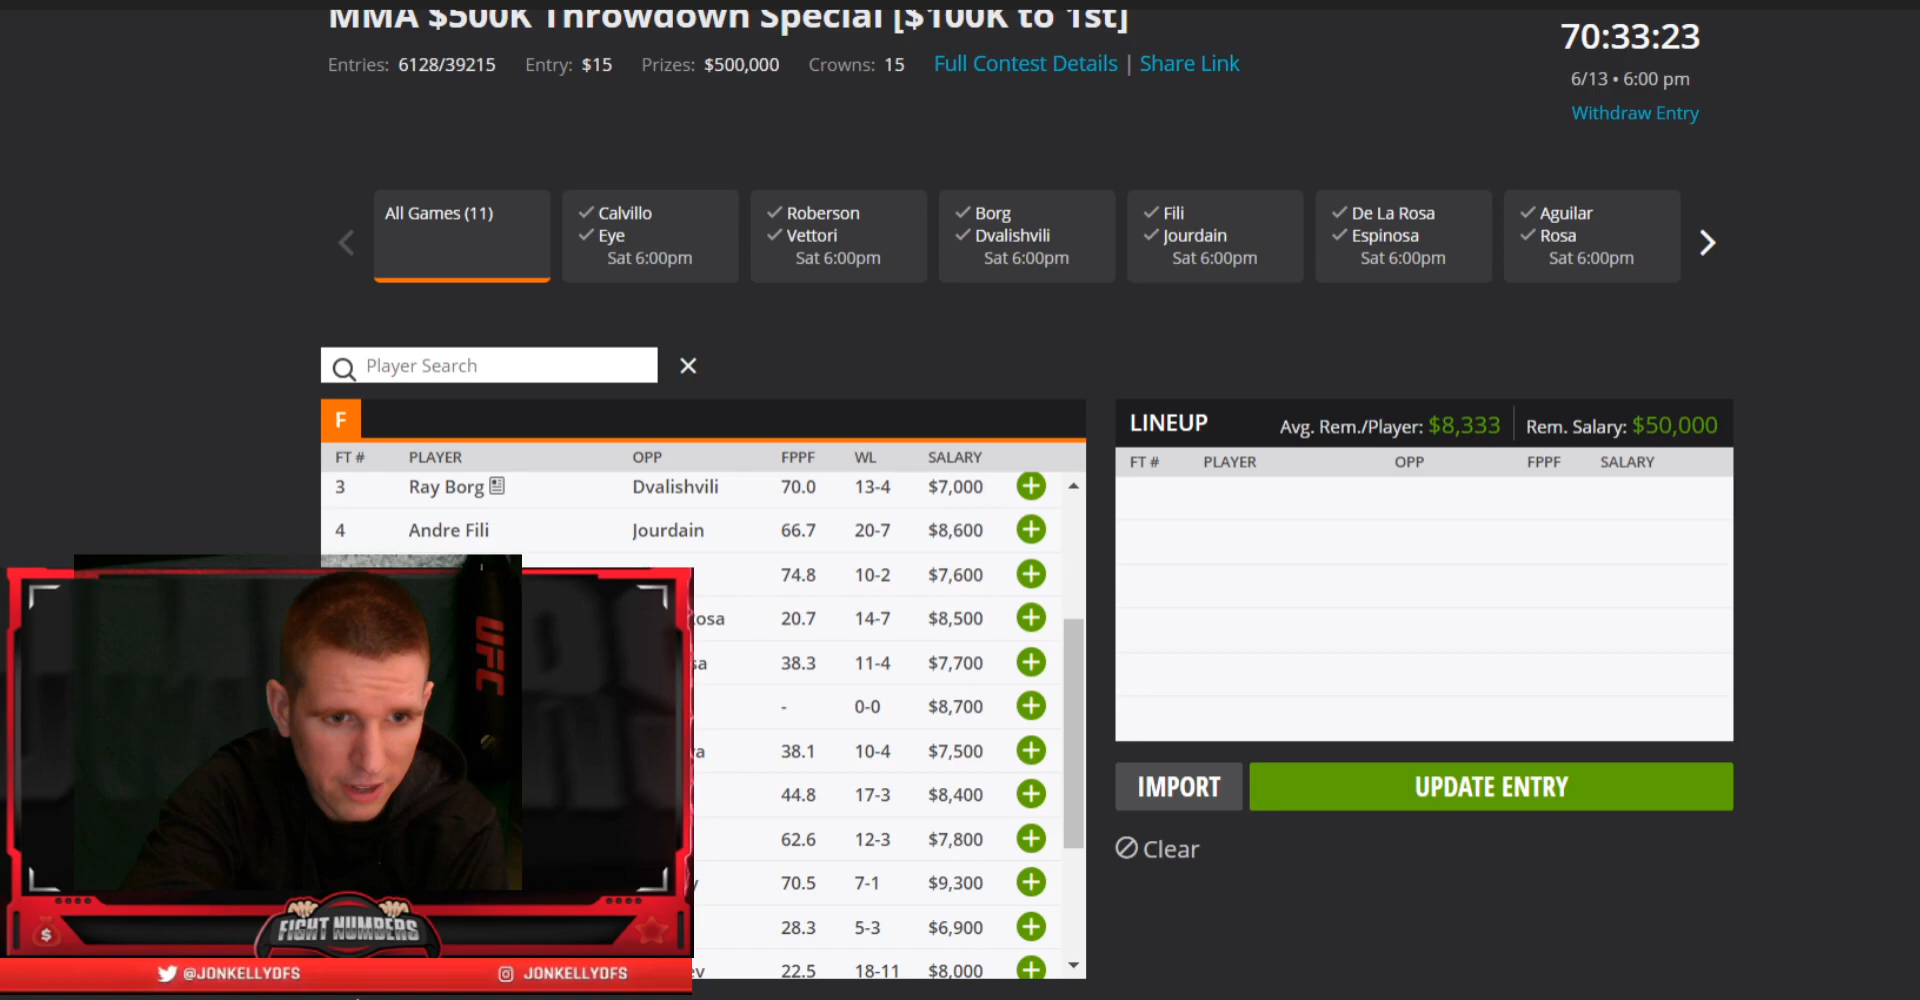 MMA $500K Throwdown Special [$100K to 1st]
Entries: 6128/39215 Entry: $15 Prizes: $500,000 Crowns: 15 Full Contest Details | Share Link
70:33:23
6/13 • 6:00 pm
Withdraw Entry
All Games (11)
Calvillo
Eye
Sat 6:00pm
Roberson
Vettori
Sat 6:00pm
Borg
Dvalishvili
Sat 6:00pm
Fili
Jourdain
Sat 6:00pm
De La Rosa
Espinosa
Sat 6:00pm
Aguilar
Rosa
Sat 6:00pm
Player Search
F
FT # PLAYER OPP FPPF WL SALARY
3 Ray Borg Dvalishvili 70.0 13-4 $7,000
4 Andre Fili Jourdain 66.7 20-7 $8,600
74.8 10-2 $7,600
osa 20.7 14-7 $8,500
sa 38.3 11-4 $7,700
- 0-0 $8,700
a 38.1 10-4 $7,500
44.8 17-3 $8,400
62.6 12-3 $7,800
y 70.5 7-1 $9,300
28.3 5-3 $6,900
ev 22.5 18-11 $8,000
LINEUP Avg. Rem./Player: $8,333 Rem. Salary: $50,000
FT # PLAYER OPP FPPF SALARY
IMPORT
UPDATE ENTRY
Clear
UFC
$
FIGHT NUMBERS
@JONKELLYDFS
JONKELLYDFS